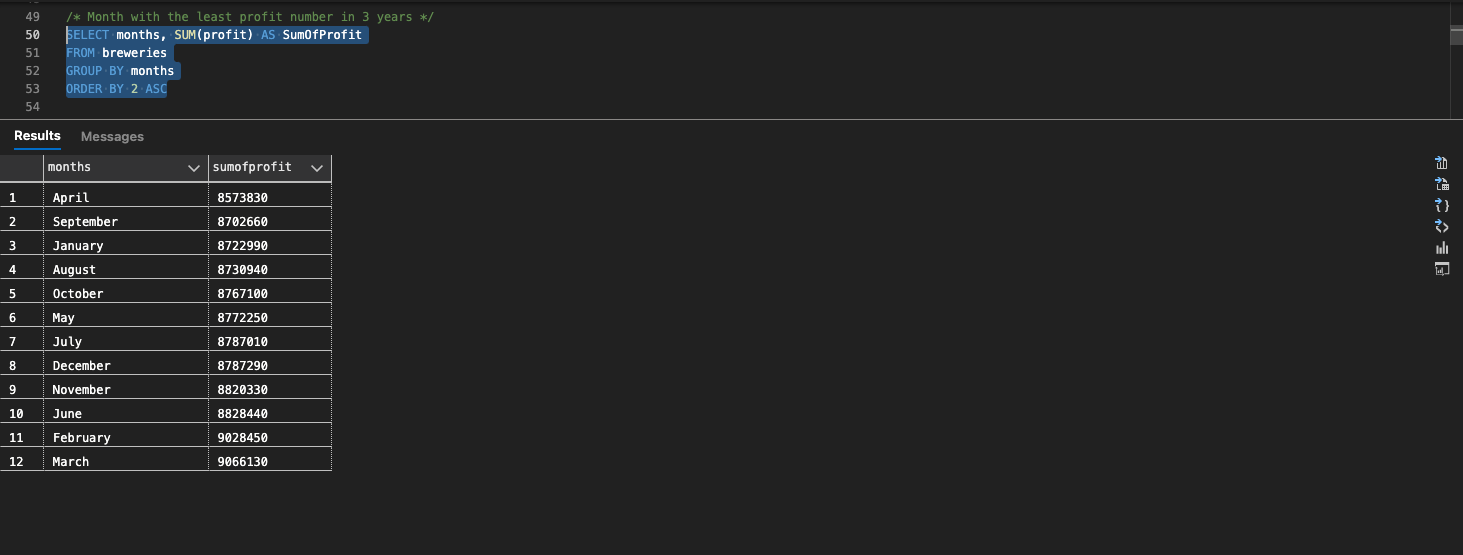 49 /* Month with the least profit number in 3 years */
50 SELECT months, SUM(profit) AS SumOfProfit
51 FROM breweries
52 GROUP BY months
53 ORDER BY 2 ASC
54
Results Messages
months sumofprofit
1 April 8573830
2 September 8702660
3 January 8722990
4 August 8730940
5 October 8767100
6 May 8772250
7 July 8787010
8 December 8787290
9 November 8820330
10 June 8828440
11 February 9028450
12 March 9066130